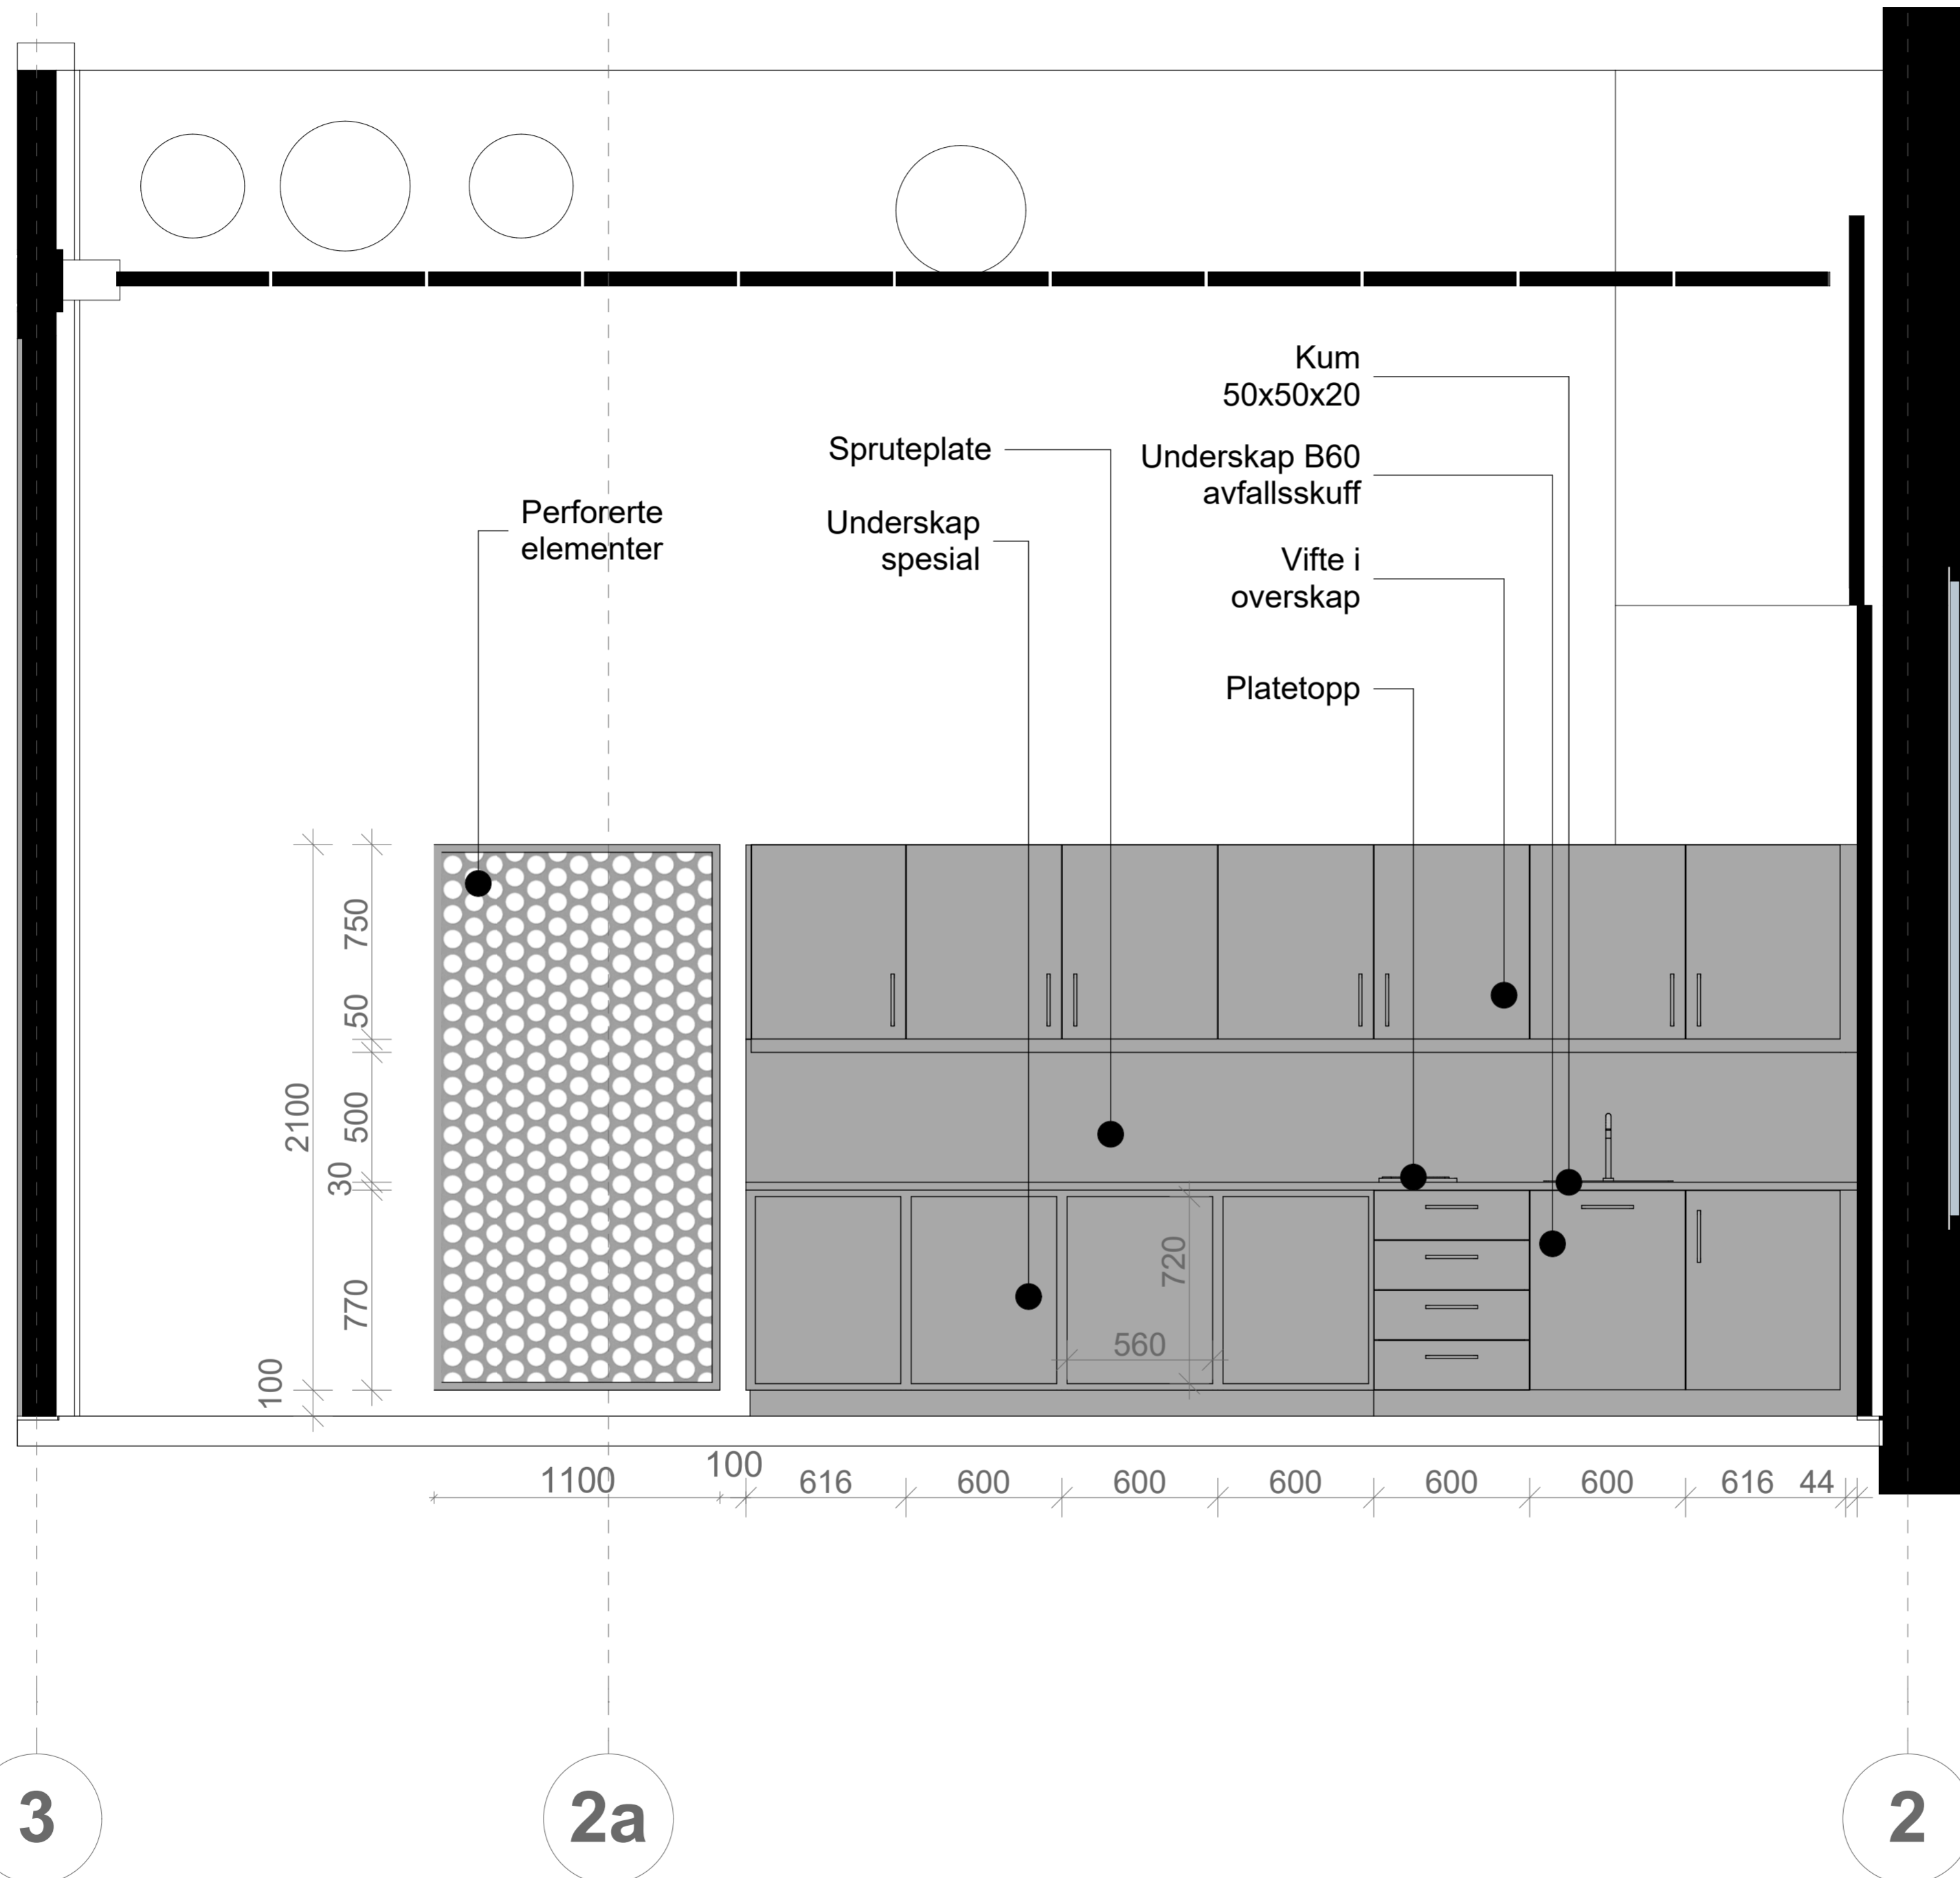 Kum
50x50x20
Spruteplate
Underskap B60
avfallsskuff
Perforerte
elementer
Underskap
spesial
Vifte i
overskap
Platetopp
750
50
2100
500
30
770
100
720
560
1100
100
616
600
600
600
600
600
616
44
3
2a
2